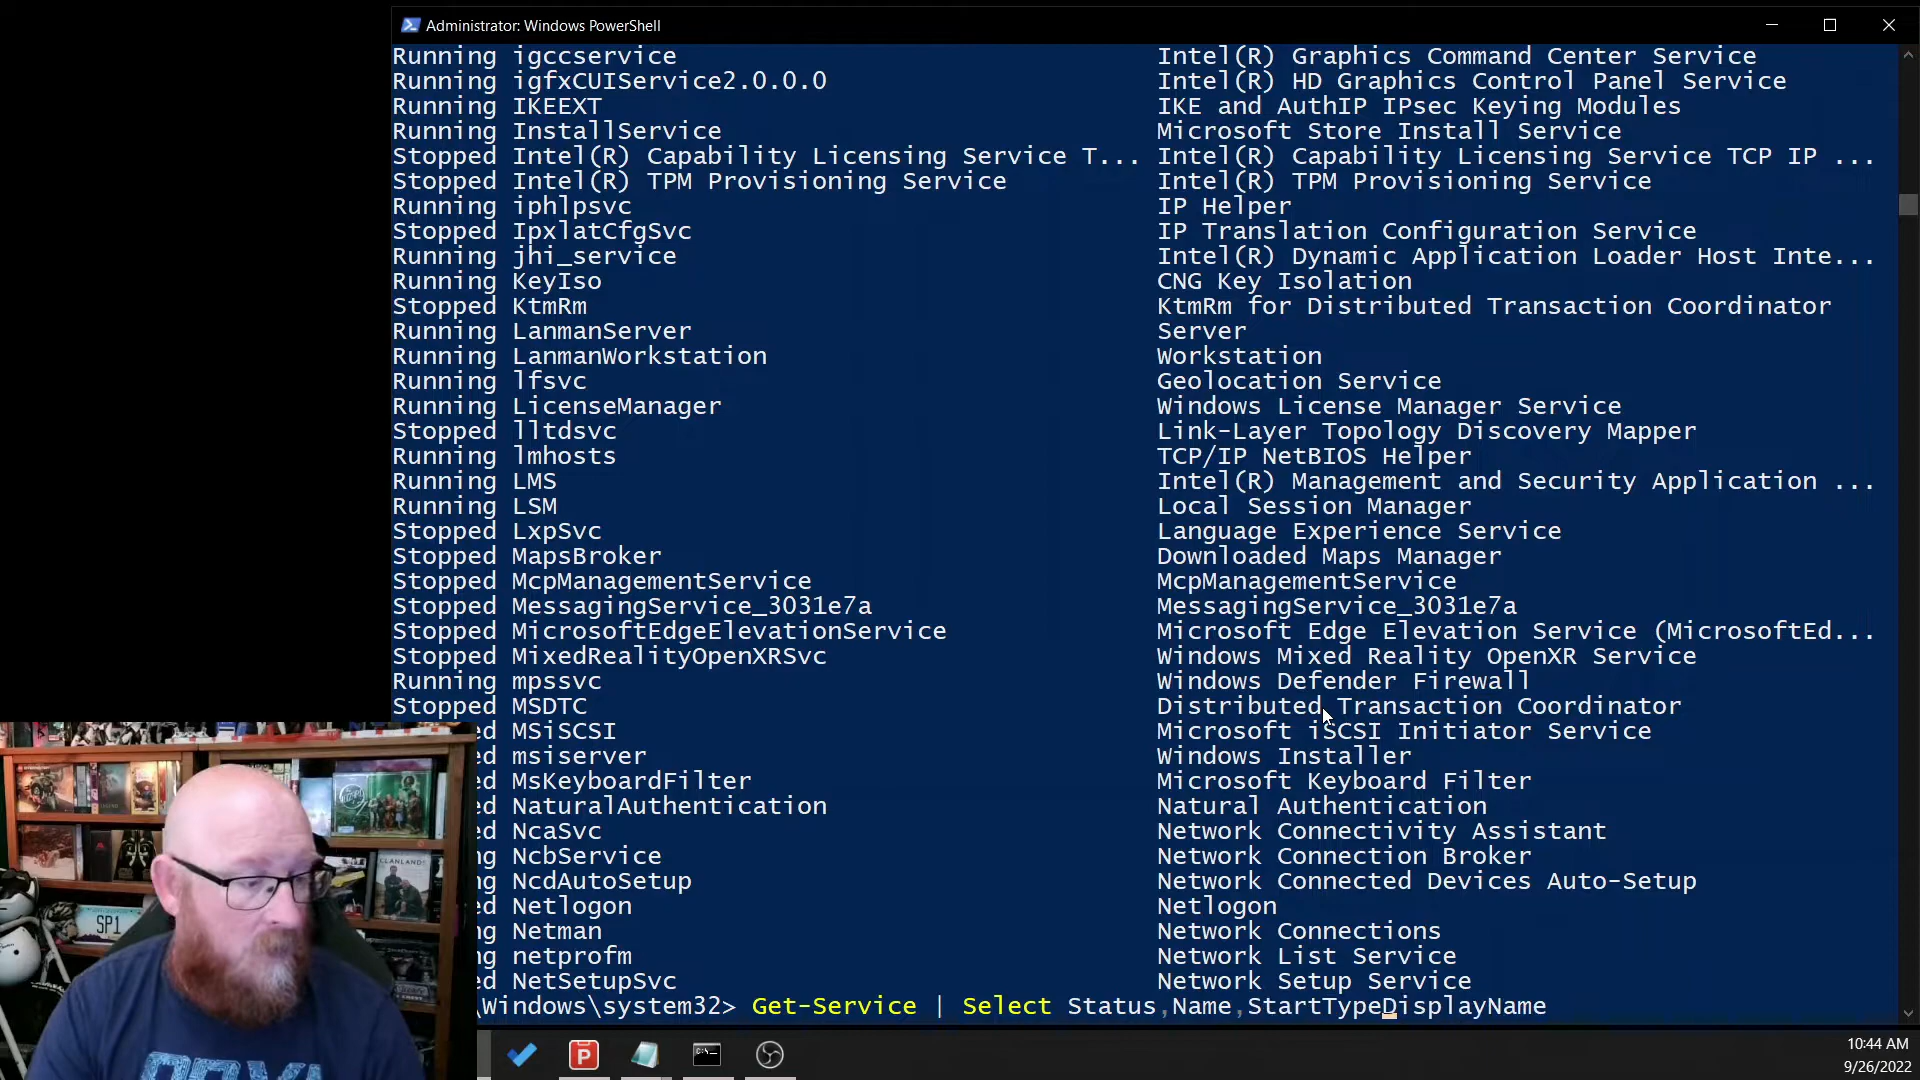 Administrator: Windows PowerShell
Running igccservice Intel(R) Graphics Command Center Service
Running igfxCUIService2.0.0.0 Intel(R) HD Graphics Control Panel Service
Running IKEEXT IKE and AuthIP IPsec Keying Modules
Running InstallService Microsoft Store Install Service
Stopped Intel(R) Capability Licensing Service T... Intel(R) Capability Licensing Service TCP IP ...
Stopped Intel(R) TPM Provisioning Service Intel(R) TPM Provisioning Service
Running iphlpsvc IP Helper
Stopped IpxlatCfgSvc IP Translation Configuration Service
Running jhi_service Intel(R) Dynamic Application Loader Host Inte...
Running KeyIso CNG Key Isolation
Stopped KtmRm KtmRm for Distributed Transaction Coordinator
Running LanmanServer Server
Running LanmanWorkstation Workstation
Running lfsvc Geolocation Service
Running LicenseManager Windows License Manager Service
Stopped lltdsvc Link-Layer Topology Discovery Mapper
Running lmhosts TCP/IP NetBIOS Helper
Running LMS Intel(R) Management and Security Application ...
Running LSM Local Session Manager
Stopped LxpSvc Language Experience Service
Stopped MapsBroker Downloaded Maps Manager
Stopped McpManagementService McpManagementService
Stopped MessagingService_3031e7a MessagingService_3031e7a
Stopped MicrosoftEdgeElevationService Microsoft Edge Elevation Service (MicrosoftEd...
Stopped MixedRealityOpenXRSvc Windows Mixed Reality OpenXR Service
Running mpssvc Windows Defender Firewall
Stopped MSDTC Distributed Transaction Coordinator
d MSiSCSI Microsoft iSCSI Initiator Service
ed msiserver Windows Installer
ed MsKeyboardFilter Microsoft Keyboard Filter
ed NaturalAuthentication Natural Authentication
ed NcaSvc Network Connectivity Assistant
ng NcbService Network Connection Broker
ng NcdAutoSetup Network Connected Devices Auto-Setup
ed Netlogon Netlogon
ng Netman Network Connections
ng netprofm Network List Service
ed NetSetupSvc Network Setup Service
\Windows\system32> Get-Service | Select Status,Name,StartTypeDisplayName
SP1
10:44 AM
9/26/2022